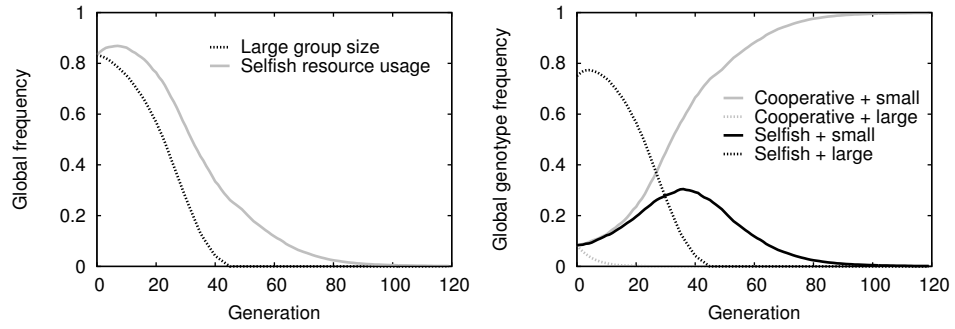 Global frequency
1
0.8
0.6
0.4
0.2
0
0 20 40 60 80 100 120
Generation
Large group size
Selfish resource usage
Global genotype frequency
1
0.8
0.6
0.4
0.2
0
0 20 40 60 80 100 120
Generation
Cooperative + small
Cooperative + large
Selfish + small
Selfish + large